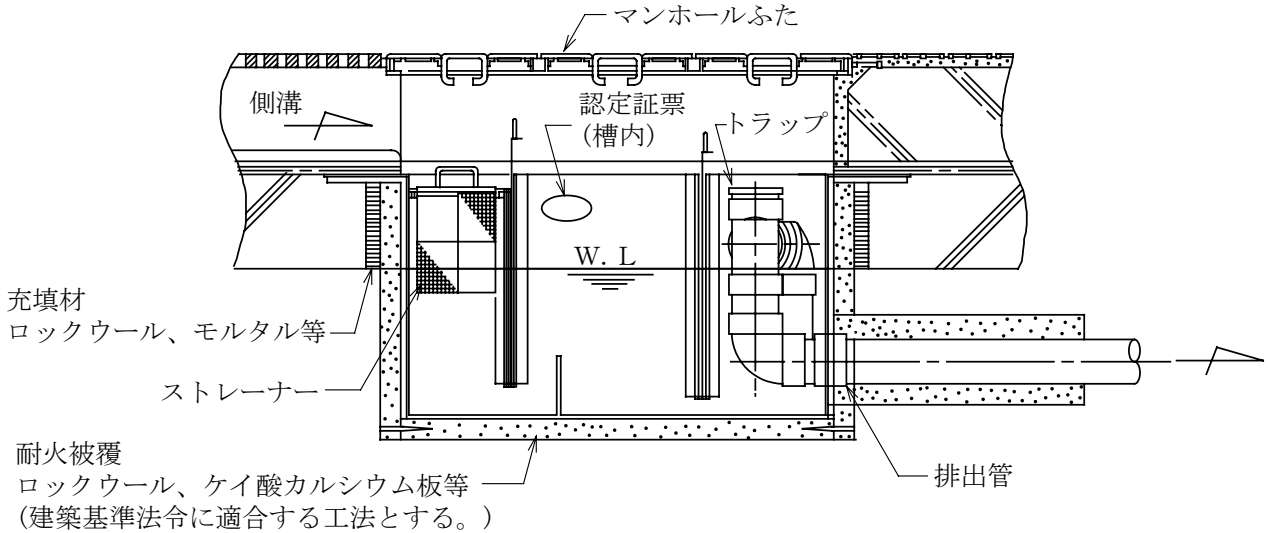 マンホールふた
側溝
認定証票
(槽内)
トラップ
W. L
充填材
ロックウール、モルタル等
ストレーナー
耐火被覆
ロックウール、ケイ酸カルシウム板等
(建築基準法令に適合する工法とする。)
排出管